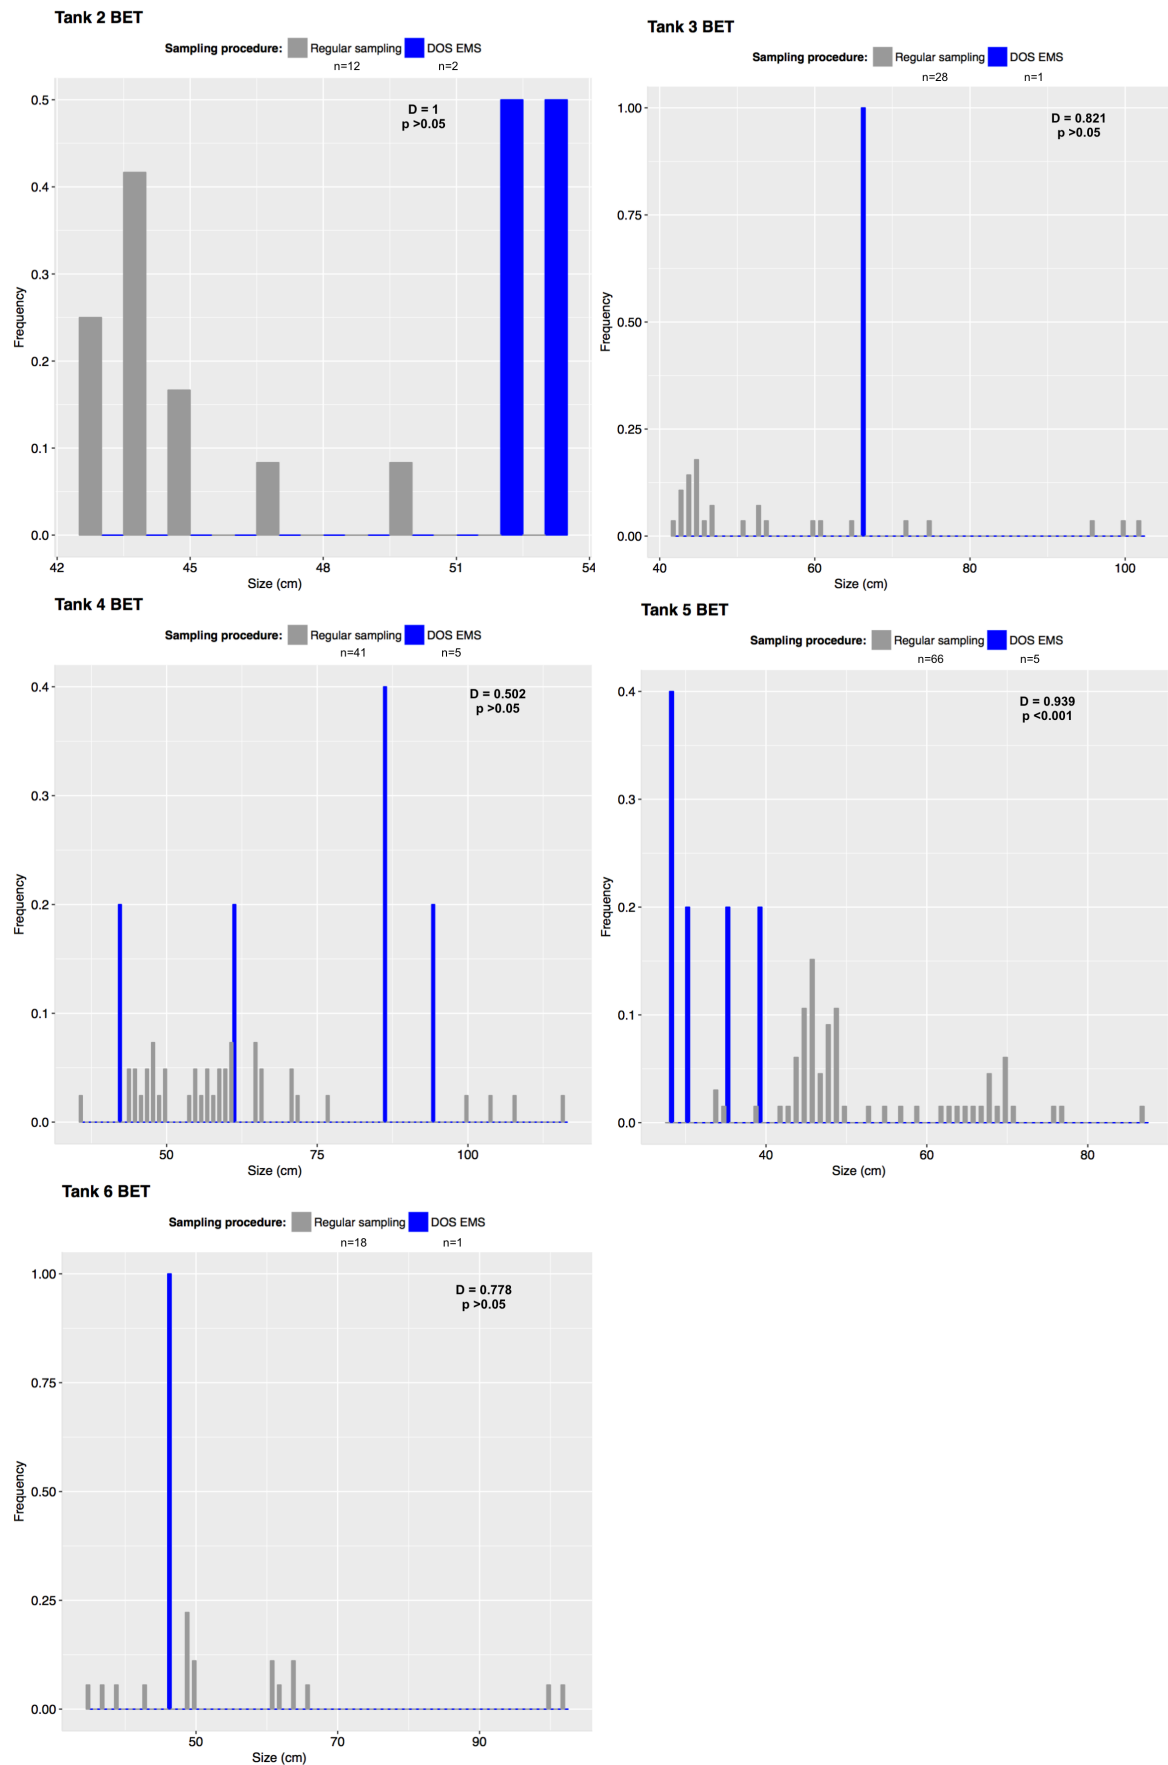 Tank 2 BET
Sampling procedure: Regular sampling DOS EMS
n=12 n=2
D = 1
p >0.05
0.5
0.4
0.3
0.2
0.1
0.0
Frequency
42 45 48 51 54
Size (cm)
Tank 3 BET
Sampling procedure: Regular sampling DOS EMS
n=28 n=1
D = 0.821
p >0.05
1.00
0.75
0.50
0.25
0.00
Frequency
40 60 80 100
Size (cm)
Tank 4 BET
Sampling procedure: Regular sampling DOS EMS
n=41 n=5
D = 0.502
p >0.05
0.4
0.3
0.2
0.1
0.0
Frequency
50 75 100
Size (cm)
Tank 5 BET
Sampling procedure: Regular sampling DOS EMS
n=66 n=5
D = 0.939
p <0.001
0.4
0.3
0.2
0.1
0.0
Frequency
40 60 80
Size (cm)
Tank 6 BET
Sampling procedure: Regular sampling DOS EMS
n=18 n=1
D = 0.778
p >0.05
1.00
0.75
0.50
0.25
0.00
Frequency
50 70 90
Size (cm)